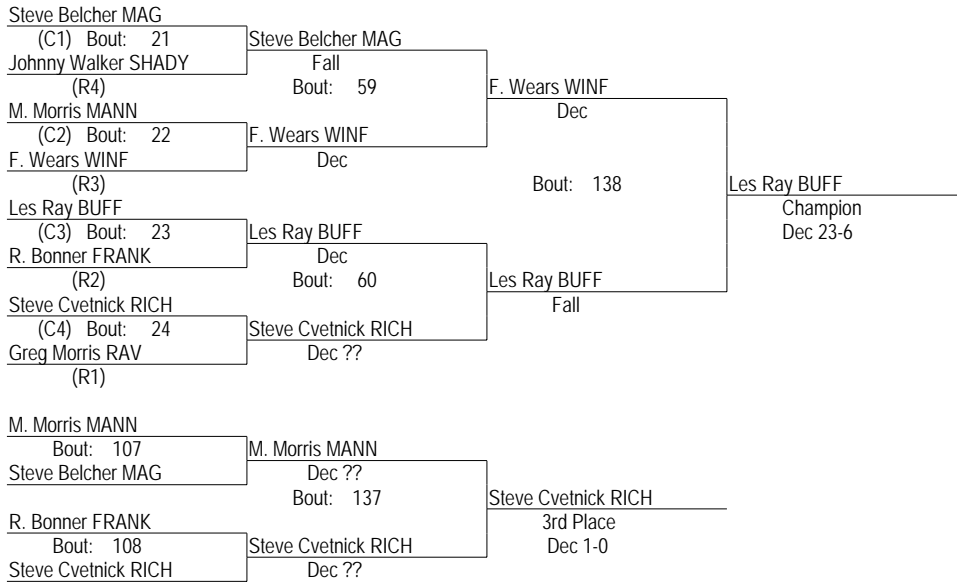 Steve Belcher MAG
(C1) Bout: 21 Steve Belcher MAG
Johnny Walker SHADY Fall
(R4) Bout: 59 F. Wears WINF
M. Morris MANN Dec
(C2) Bout: 22 F. Wears WINF
F. Wears WINF Dec
(R3) Bout: 138 Les Ray BUFF
Les Ray BUFF Champion
(C3) Bout: 23 Les Ray BUFF Dec 23-6
R. Bonner FRANK Dec
(R2) Bout: 60 Les Ray BUFF
Steve Cvetnick RICH Fall
(C4) Bout: 24 Steve Cvetnick RICH
Greg Morris RAV Dec ??
(R1)
M. Morris MANN
Bout: 107 M. Morris MANN
Steve Belcher MAG Dec ??
Bout: 137 Steve Cvetnick RICH
R. Bonner FRANK 3rd Place
Bout: 108 Steve Cvetnick RICH Dec 1-0
Steve Cvetnick RICH Dec ??